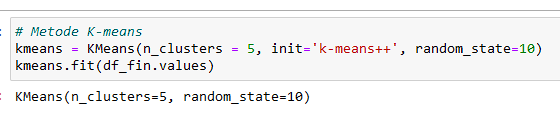 # Metode K-means
kmeans = KMeans(n_clusters = 5, init='k-means++', random_state=10)
kmeans.fit(df_fin.values)
KMeans(n_clusters=5, random_state=10)